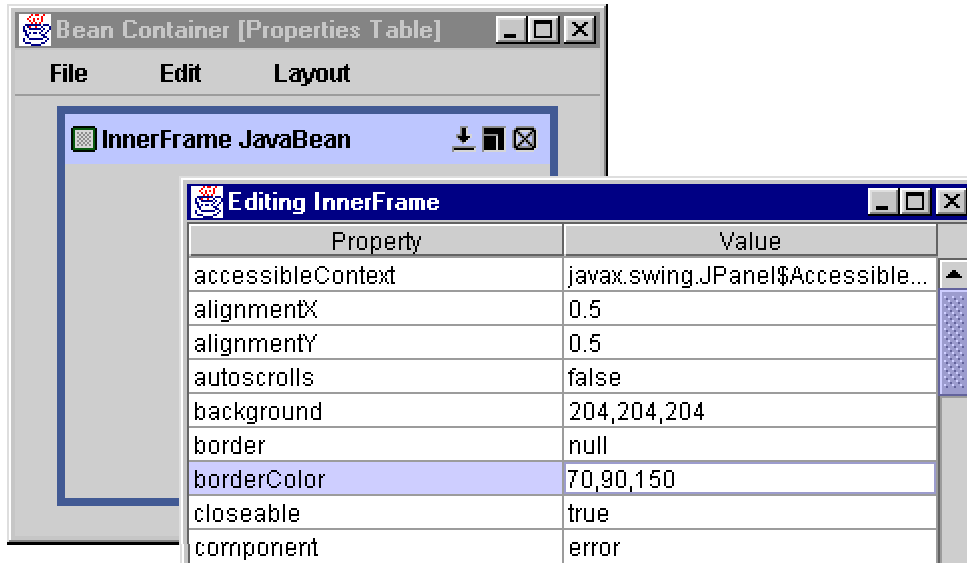 Bean Container [Properties Table]
File Edit Layout
InnerFrame JavaBean
Editing InnerFrame
Property Value
accessibleContext javax.swing.JPanel$Accessible...
alignmentX 0.5
alignmentY 0.5
autoscrolls false
background 204,204,204
border null
borderColor 70,90,150
closeable true
component error